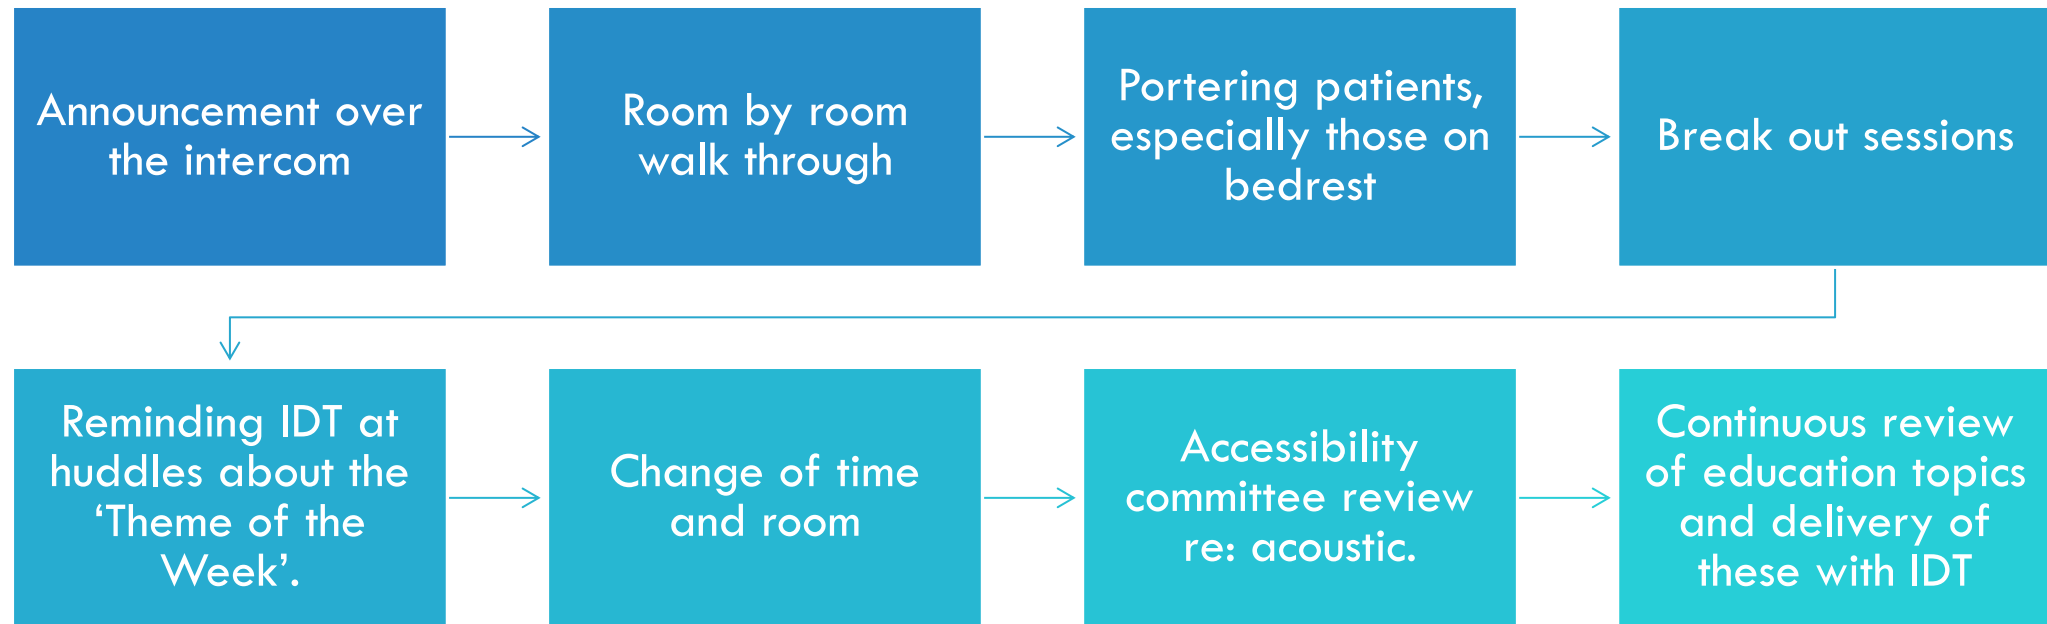 Announcement over
the intercom
Room by room
walk through
Portering patients,
especially those on
bedrest
Break out sessions
Reminding IDT at
huddles about the
‘Theme of the
Week’.
Change of time
and room
Accessibility
committee review
re: acoustic.
Continuous review
of education topics
and delivery of
these with IDT